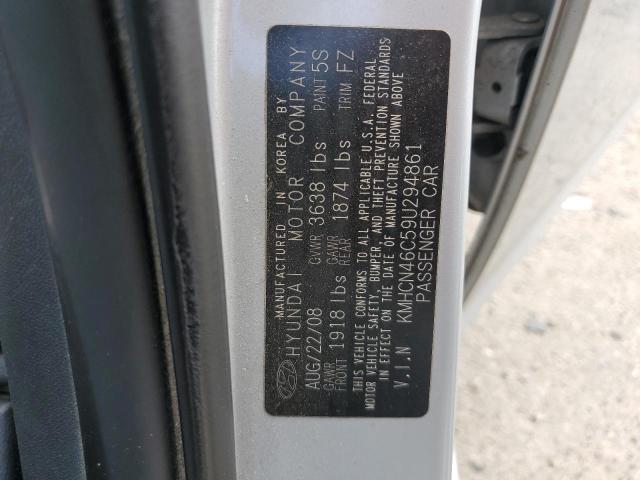 MANUFACTURED IN KOREA BY
HYUNDAI MOTOR COMPANY
AUG/22/08 GVWR 3638 lbs PAINT 5S
GAWR FRONT 1918 lbs GAWR REAR 1874 lbs TRIM FZ
THIS VEHICLE CONFORMS TO ALL APPLICABLE U.S.A. FEDERAL
MOTOR VEHICLE SAFETY, BUMPER, AND THEFT PREVENTION STANDARDS
IN EFFECT ON THE DATE OF MANUFACTURE SHOWN ABOVE
V.I.N KMHCN46C59U294861
PASSENGER CAR